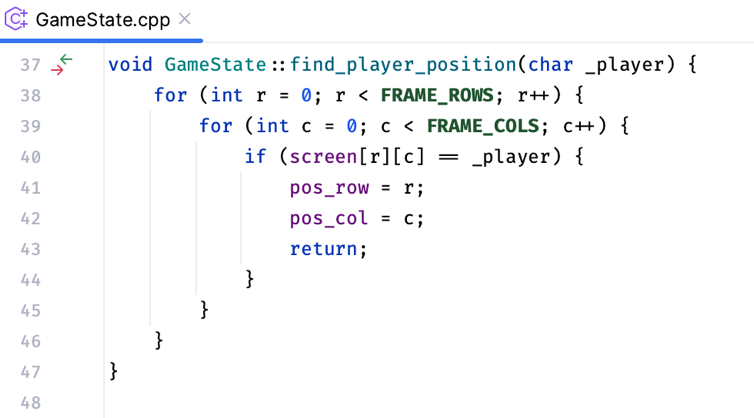 GameState.cpp
37 void GameState::find_player_position(char _player) {
38 for (int r = 0; r < FRAME_ROWS; r++) {
39 for (int c = 0; c < FRAME_COLS; c++) {
40 if (screen[r][c] == _player) {
41 pos_row = r;
42 pos_col = c;
43 return;
44 }
45 }
46 }
47 }
48